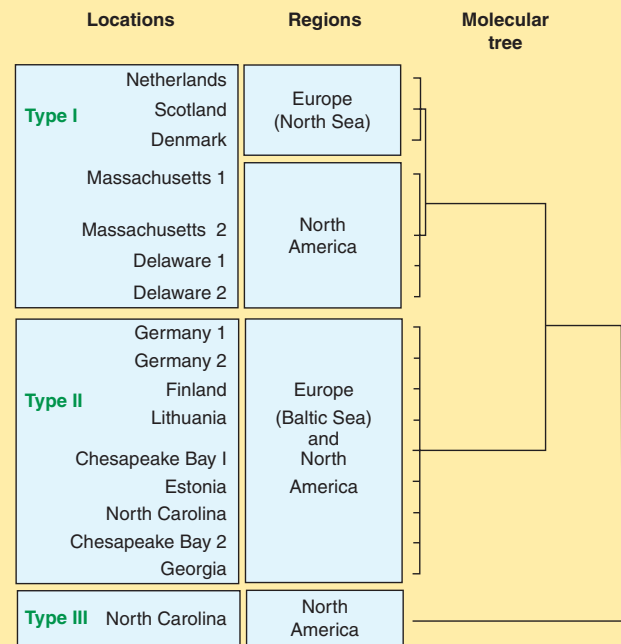 Locations
Regions
Molecular
tree
Type I
Netherlands
Scotland
Denmark
Massachusetts 1
Massachusetts 2
Delaware 1
Delaware 2
Europe
(North Sea)
North
America
Type II
Germany 1
Germany 2
Finland
Lithuania
Chesapeake Bay I
Estonia
North Carolina
Chesapeake Bay 2
Georgia
Europe
(Baltic Sea)
and
North
America
Type III
North Carolina
North
America